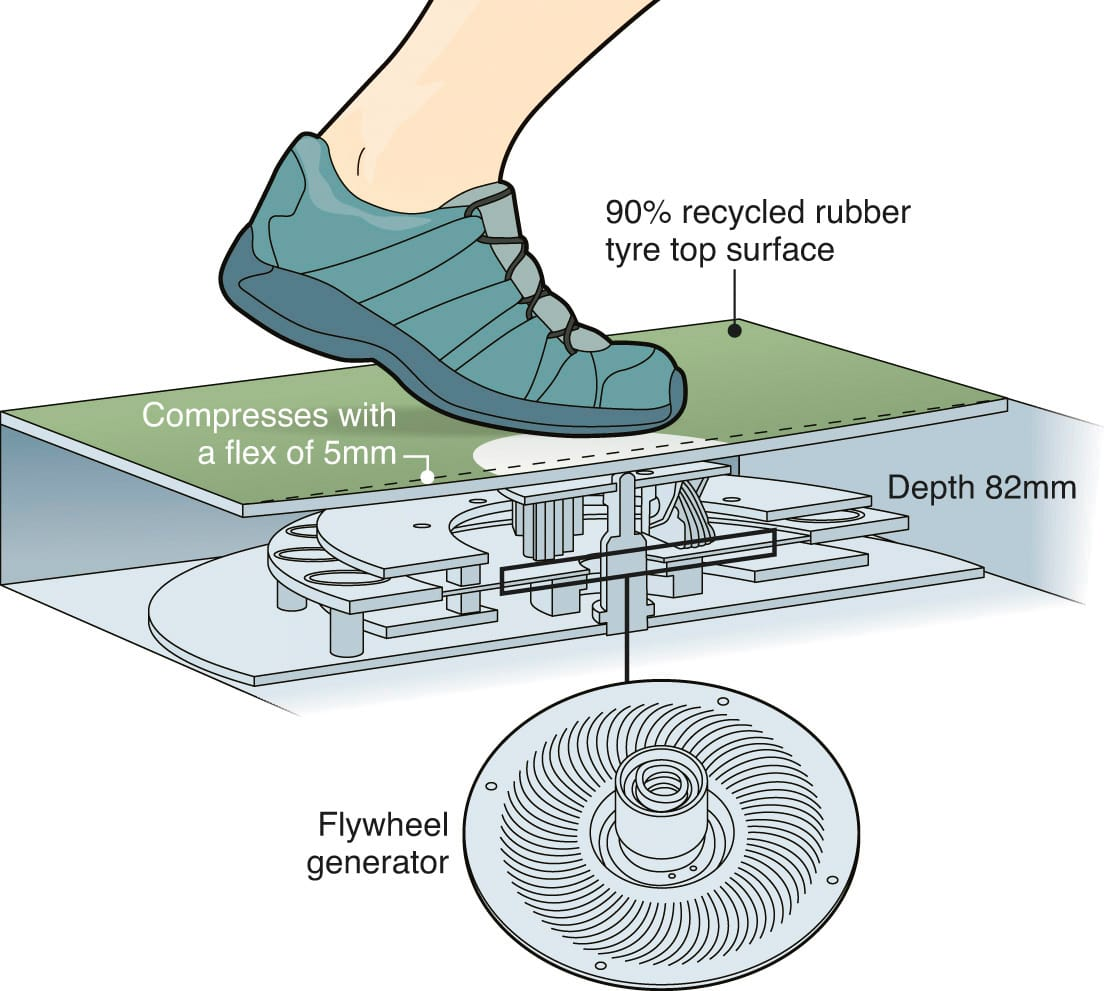 90% recycled rubber
tyre top surface
Compresses with
a flex of 5mm
Depth 82mm
Flywheel
generator